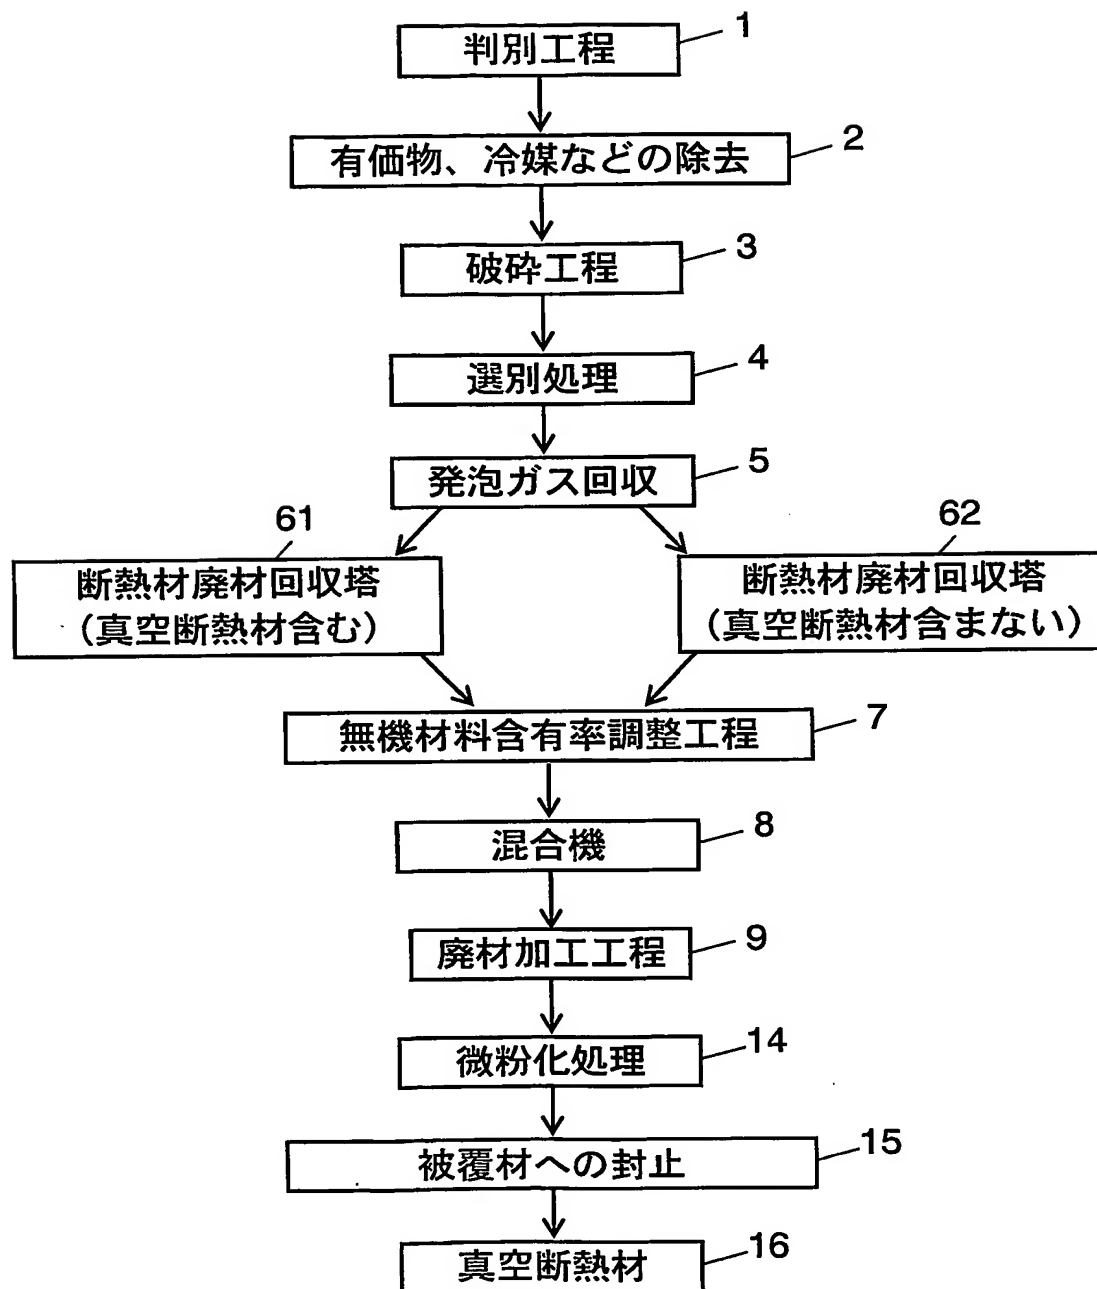 1
判別工程
2
有価物、冷媒などの除去
3
破砕工程
4
選別処理
5
発泡ガス回収
61
62
断熱材廃材回収塔
(真空断熱材含む)
断熱材廃材回収塔
(真空断熱材含まない)
7
無機材料含有率調整工程
8
混合機
9
廃材加工工程
14
微粉化処理
15
被覆材への封止
16
真空断熱材